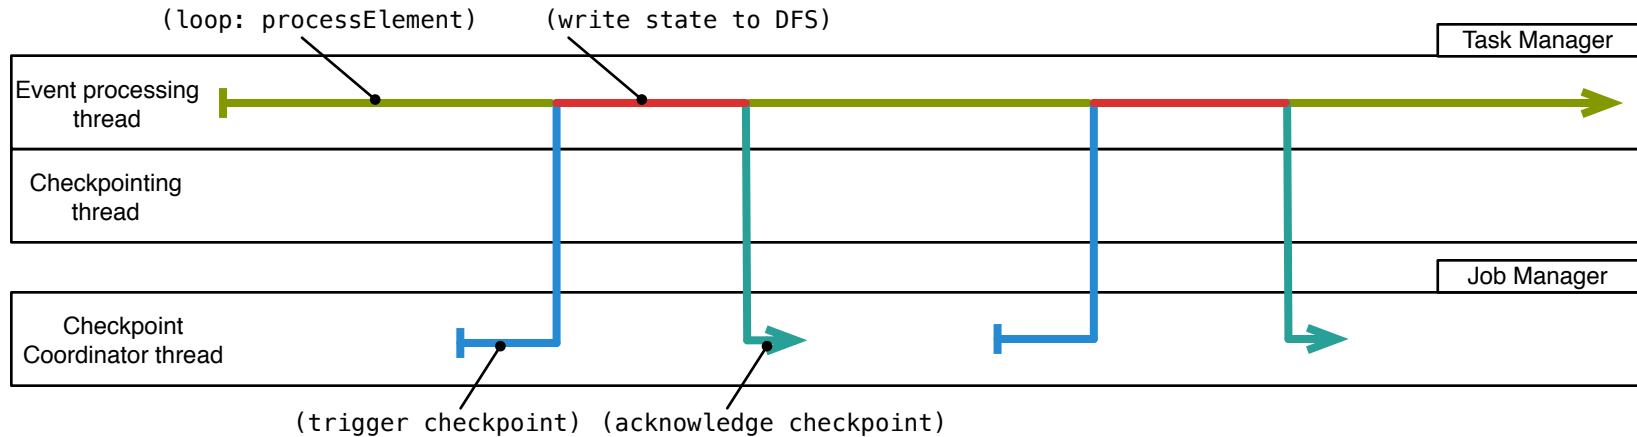 (loop: processElement)
(write state to DFS)
Task Manager
Event processing
thread
Checkpointing
thread
Job Manager
Checkpoint
Coordinator thread
(trigger checkpoint)
(acknowledge checkpoint)